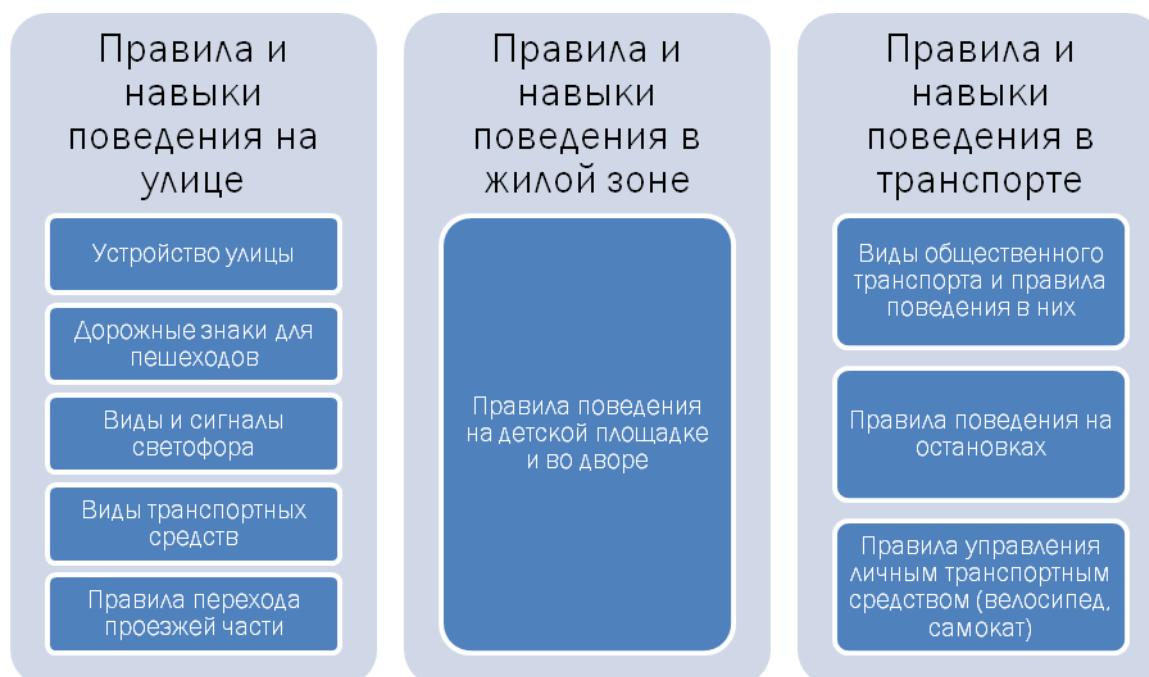 Правила и
навыки
поведения на
улице
Устройство улицы
Дорожные знаки для
пешеходов
Виды и сигналы
светофора
Виды транспортных
средств
Правила перехода
проезжей части
Правила и
навыки
поведения в
жилой зоне
Правила поведения
на детской площадке
и во дворе
Правила и
навыки
поведения в
транспорте
Виды общественного
транспорта и правила
поведения в них
Правила поведения на
остановках
Правила управления
личным транспортным
средством (велосипед,
самокат)